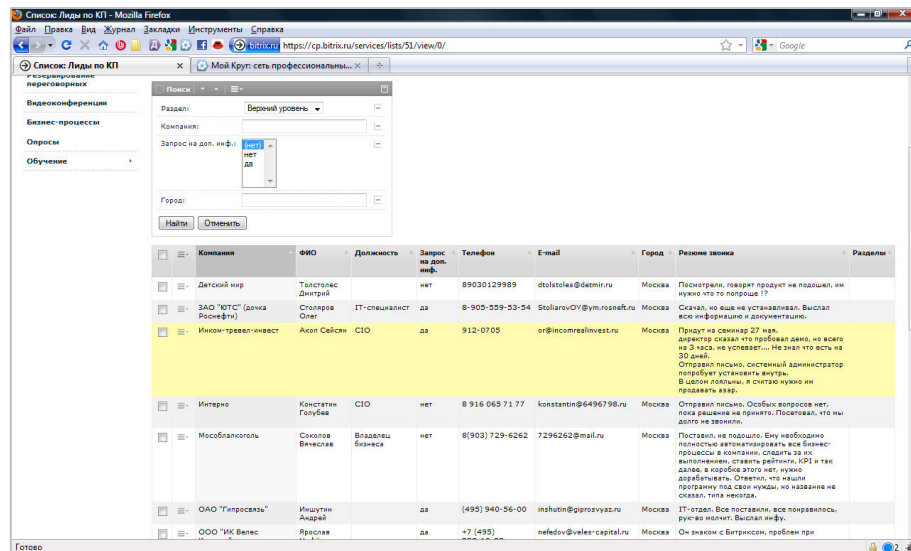 Список: Лиды по КП - Mozilla Firefox
Файл Правка Вид Журнал Закладки Инструменты Справка
bitrix.ru https://cp.bitrix.ru/services/lists/51/view/0/
Google
Список: Лиды по КП
Мой Круг: сеть профессиональны...
Резервирование
переговорных
Видеоконференции
Бизнес-процессы
Опросы
Обучение
Поиск
Раздел: Верхний уровень
Компания:
Запрос на доп. инф.: (нет)
нет
да
Город:
Найти Отменить
Компания ФИО Должность Запрос на доп. инф. Телефон E-mail Город Резюме звонка Разделы
Детский мир Толстолес Дмитрий нет 89030129989 dtolstoles@detmir.ru Москва Посмотрели, говорят продукт не подошел, им
нужно что то попроще !?
ЗАО "ЮТС" (дочка Роснефти) Столяров Олег IT-специалист да 8-905-559-53-54 StoliarovOY@ym.rosneft.ru Москва Скачал, но еще не устанавливал. Выслал
всю информацию и документацию.
Инком-тревел-инвест Акоп Сейсян CIO да 912-0705 or@incomrealinvest.ru Москва Придут на семинар 27 мая.
директор сказал что пробовал демо, но всего
на 3 часа, не успевает.... Не знал что есть на
30 дней.
Отправил письмо, системный администратор
попробует установить внутрь.
В целом лояльны, я считаю нужно им
продавать азар.
Интерно Констатин Голубев CIO нет 8 916 065 71 77 konstantin@6496798.ru Москва Отправил письмо. Особых вопросов нет,
пока решение не принято. Посетовал, что мы
долго не звонили.
Мособлалкоголь Соколов Вячеслав Владелец бизнеса нет 8(903) 729-6262 7296262@mail.ru Москва Поставил, не подошло. Ему необходимо
полностью автоматизировать все бизнес-
процессы в компании, следить за их
выполнением, ставить рейтинги, KPI и так
далее, в коробке этого нет, нужно
дорабатывать. Ответил, что нашли
программу под свои нужды, но название не
сказал, типа некогда.
ОАО "Гипросвязь" Иншутин Андрей да (495) 940-56-00 inshutin@giprosvyaz.ru Москва IT-отдел. Все поставили, все понравилось,
рук-во молчит. Выслал инфу.
ООО "ИК Велес Ярослав да +7 (495) nefedov@veles-capital.ru Москва Он знаком с Битриксом, проблем при
Готово
2